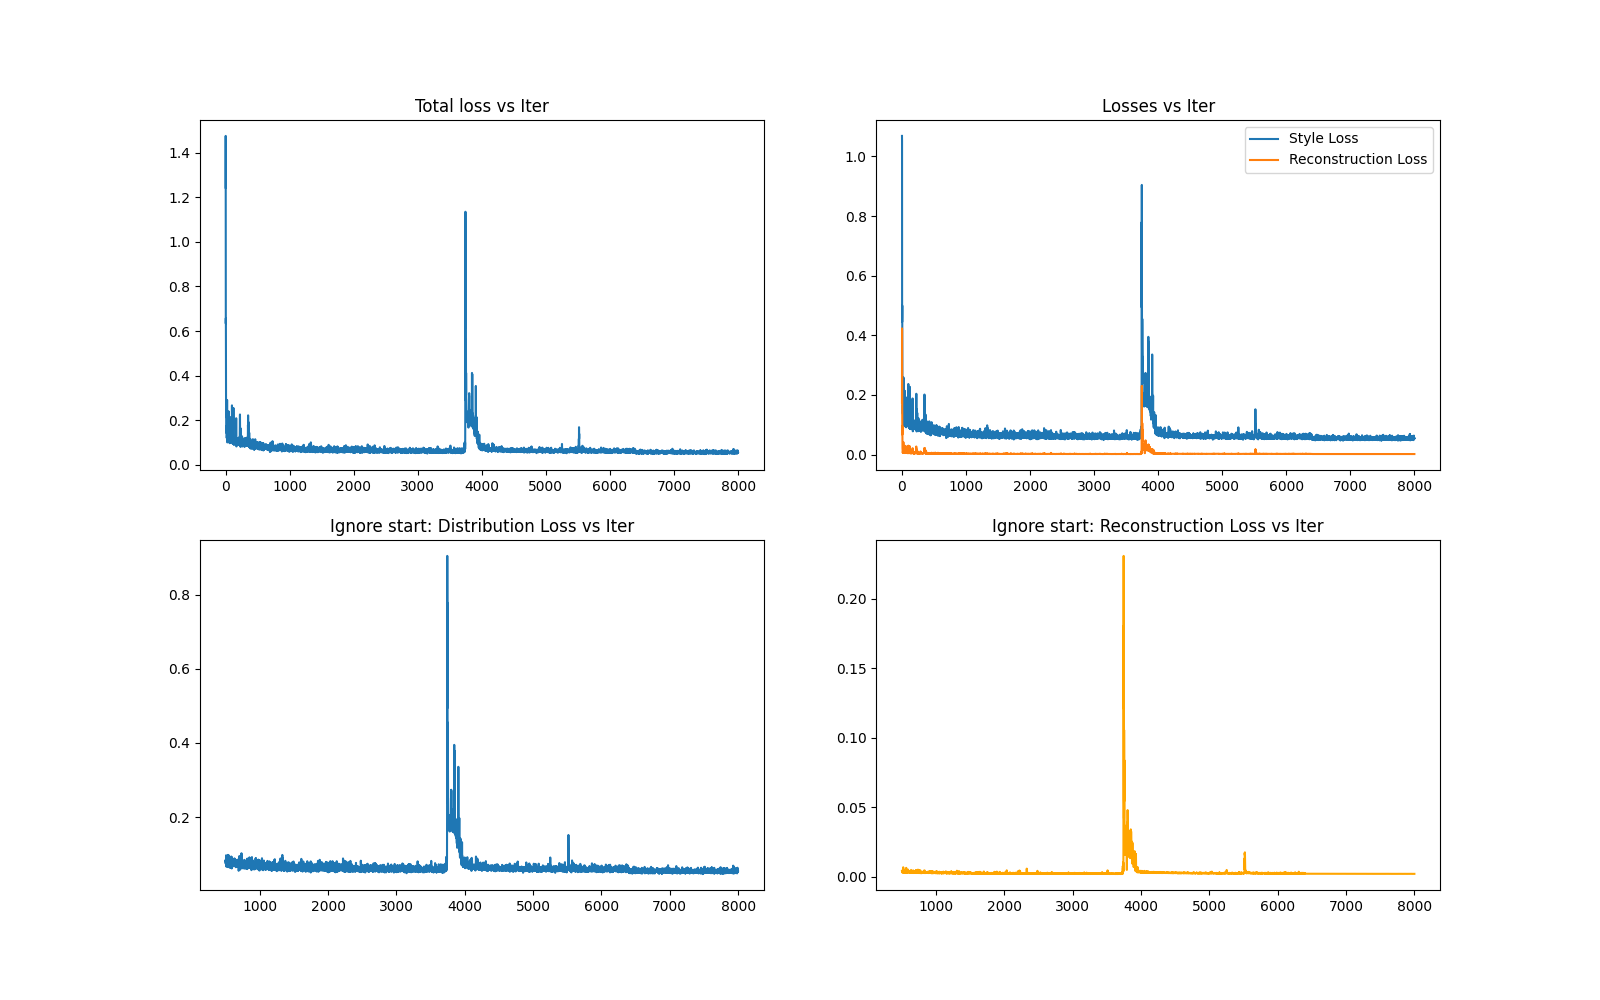 Total loss vs Iter
1.4
1.2
1.0
0.8
0.6
0.4
0.2
0.0
0 1000 2000 3000 4000 5000 6000 7000 8000
Losses vs Iter
Style Loss
Reconstruction Loss
1.0
0.8
0.6
0.4
0.2
0.0
0 1000 2000 3000 4000 5000 6000 7000 8000
Ignore start: Distribution Loss vs Iter
0.8
0.6
0.4
0.2
1000 2000 3000 4000 5000 6000 7000 8000
Ignore start: Reconstruction Loss vs Iter
0.20
0.15
0.10
0.05
0.00
1000 2000 3000 4000 5000 6000 7000 8000